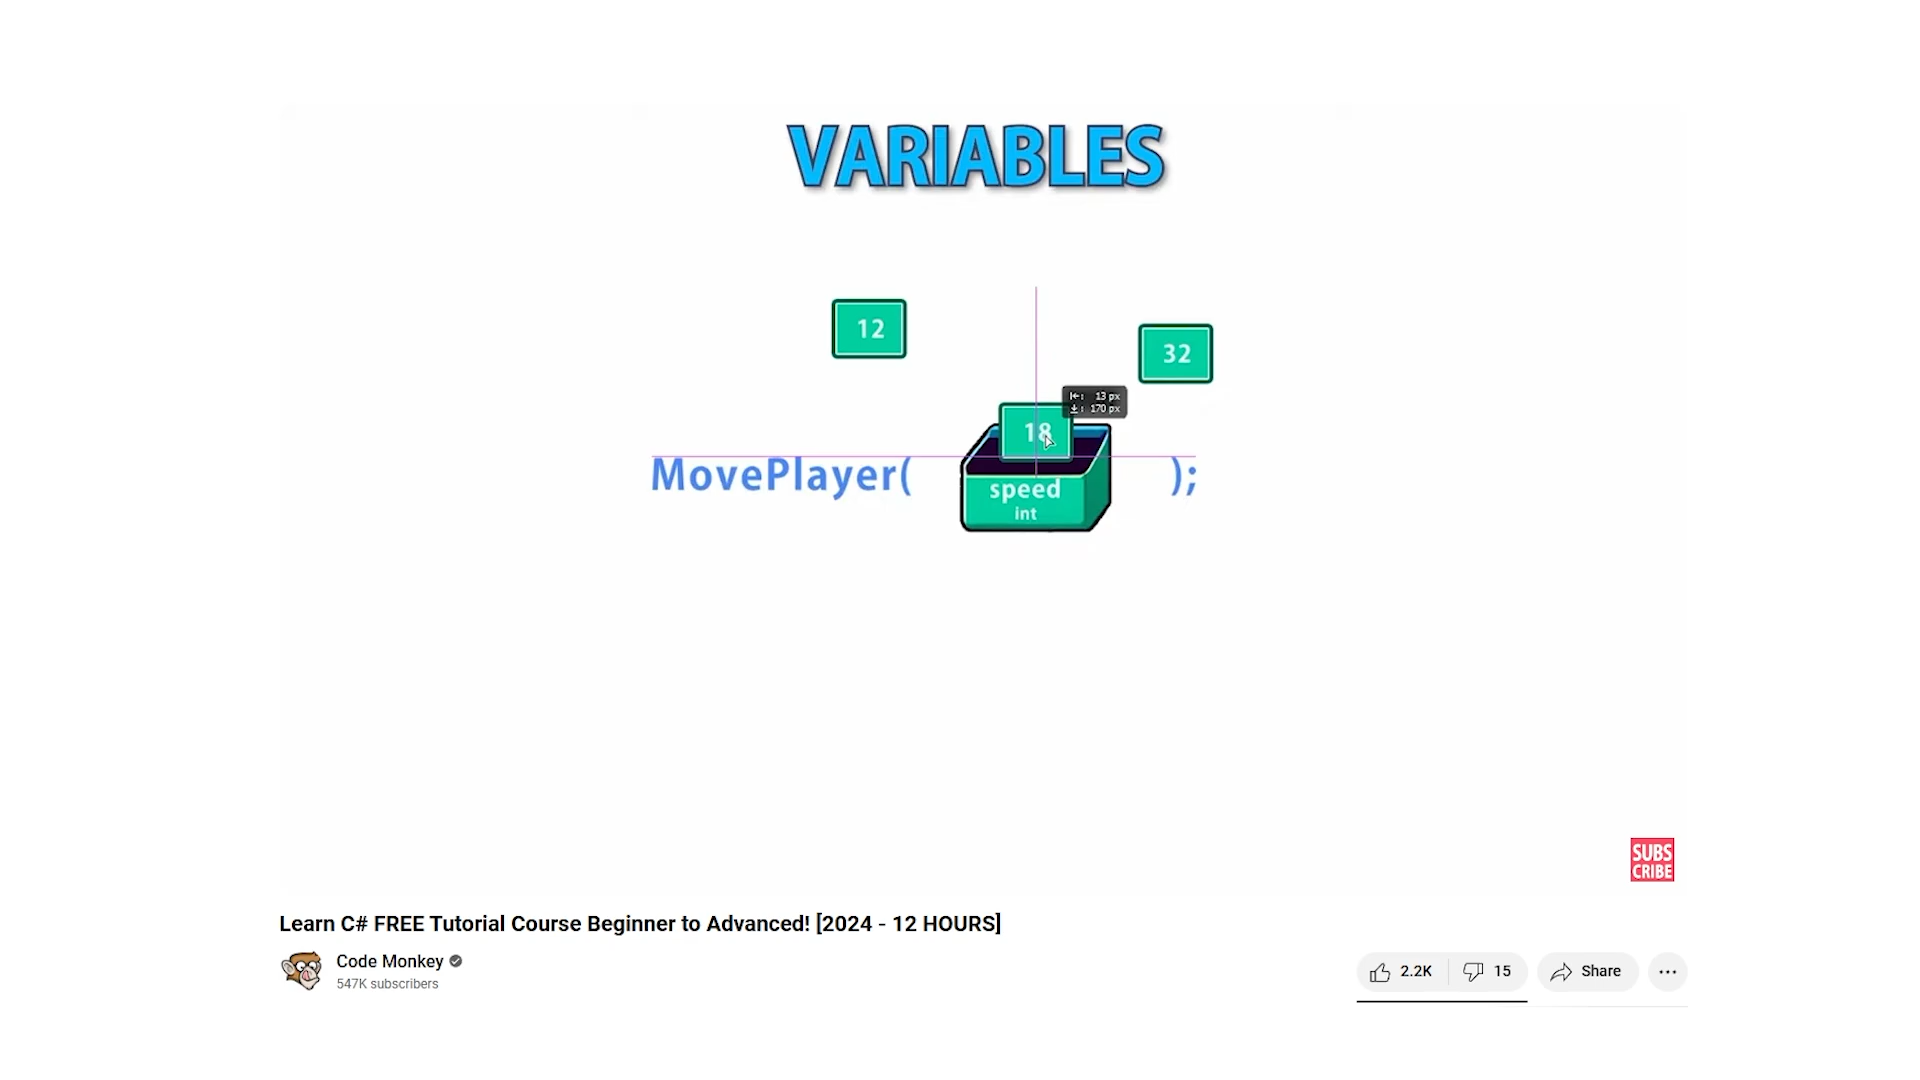 VARIABLES
12
32
13 px
170 px
18
MovePlayer( );
speed
int
SUBS
CRIBE
Learn C# FREE Tutorial Course Beginner to Advanced! [2024 - 12 HOURS]
Code Monkey
547K subscribers
2.2K
15
Share